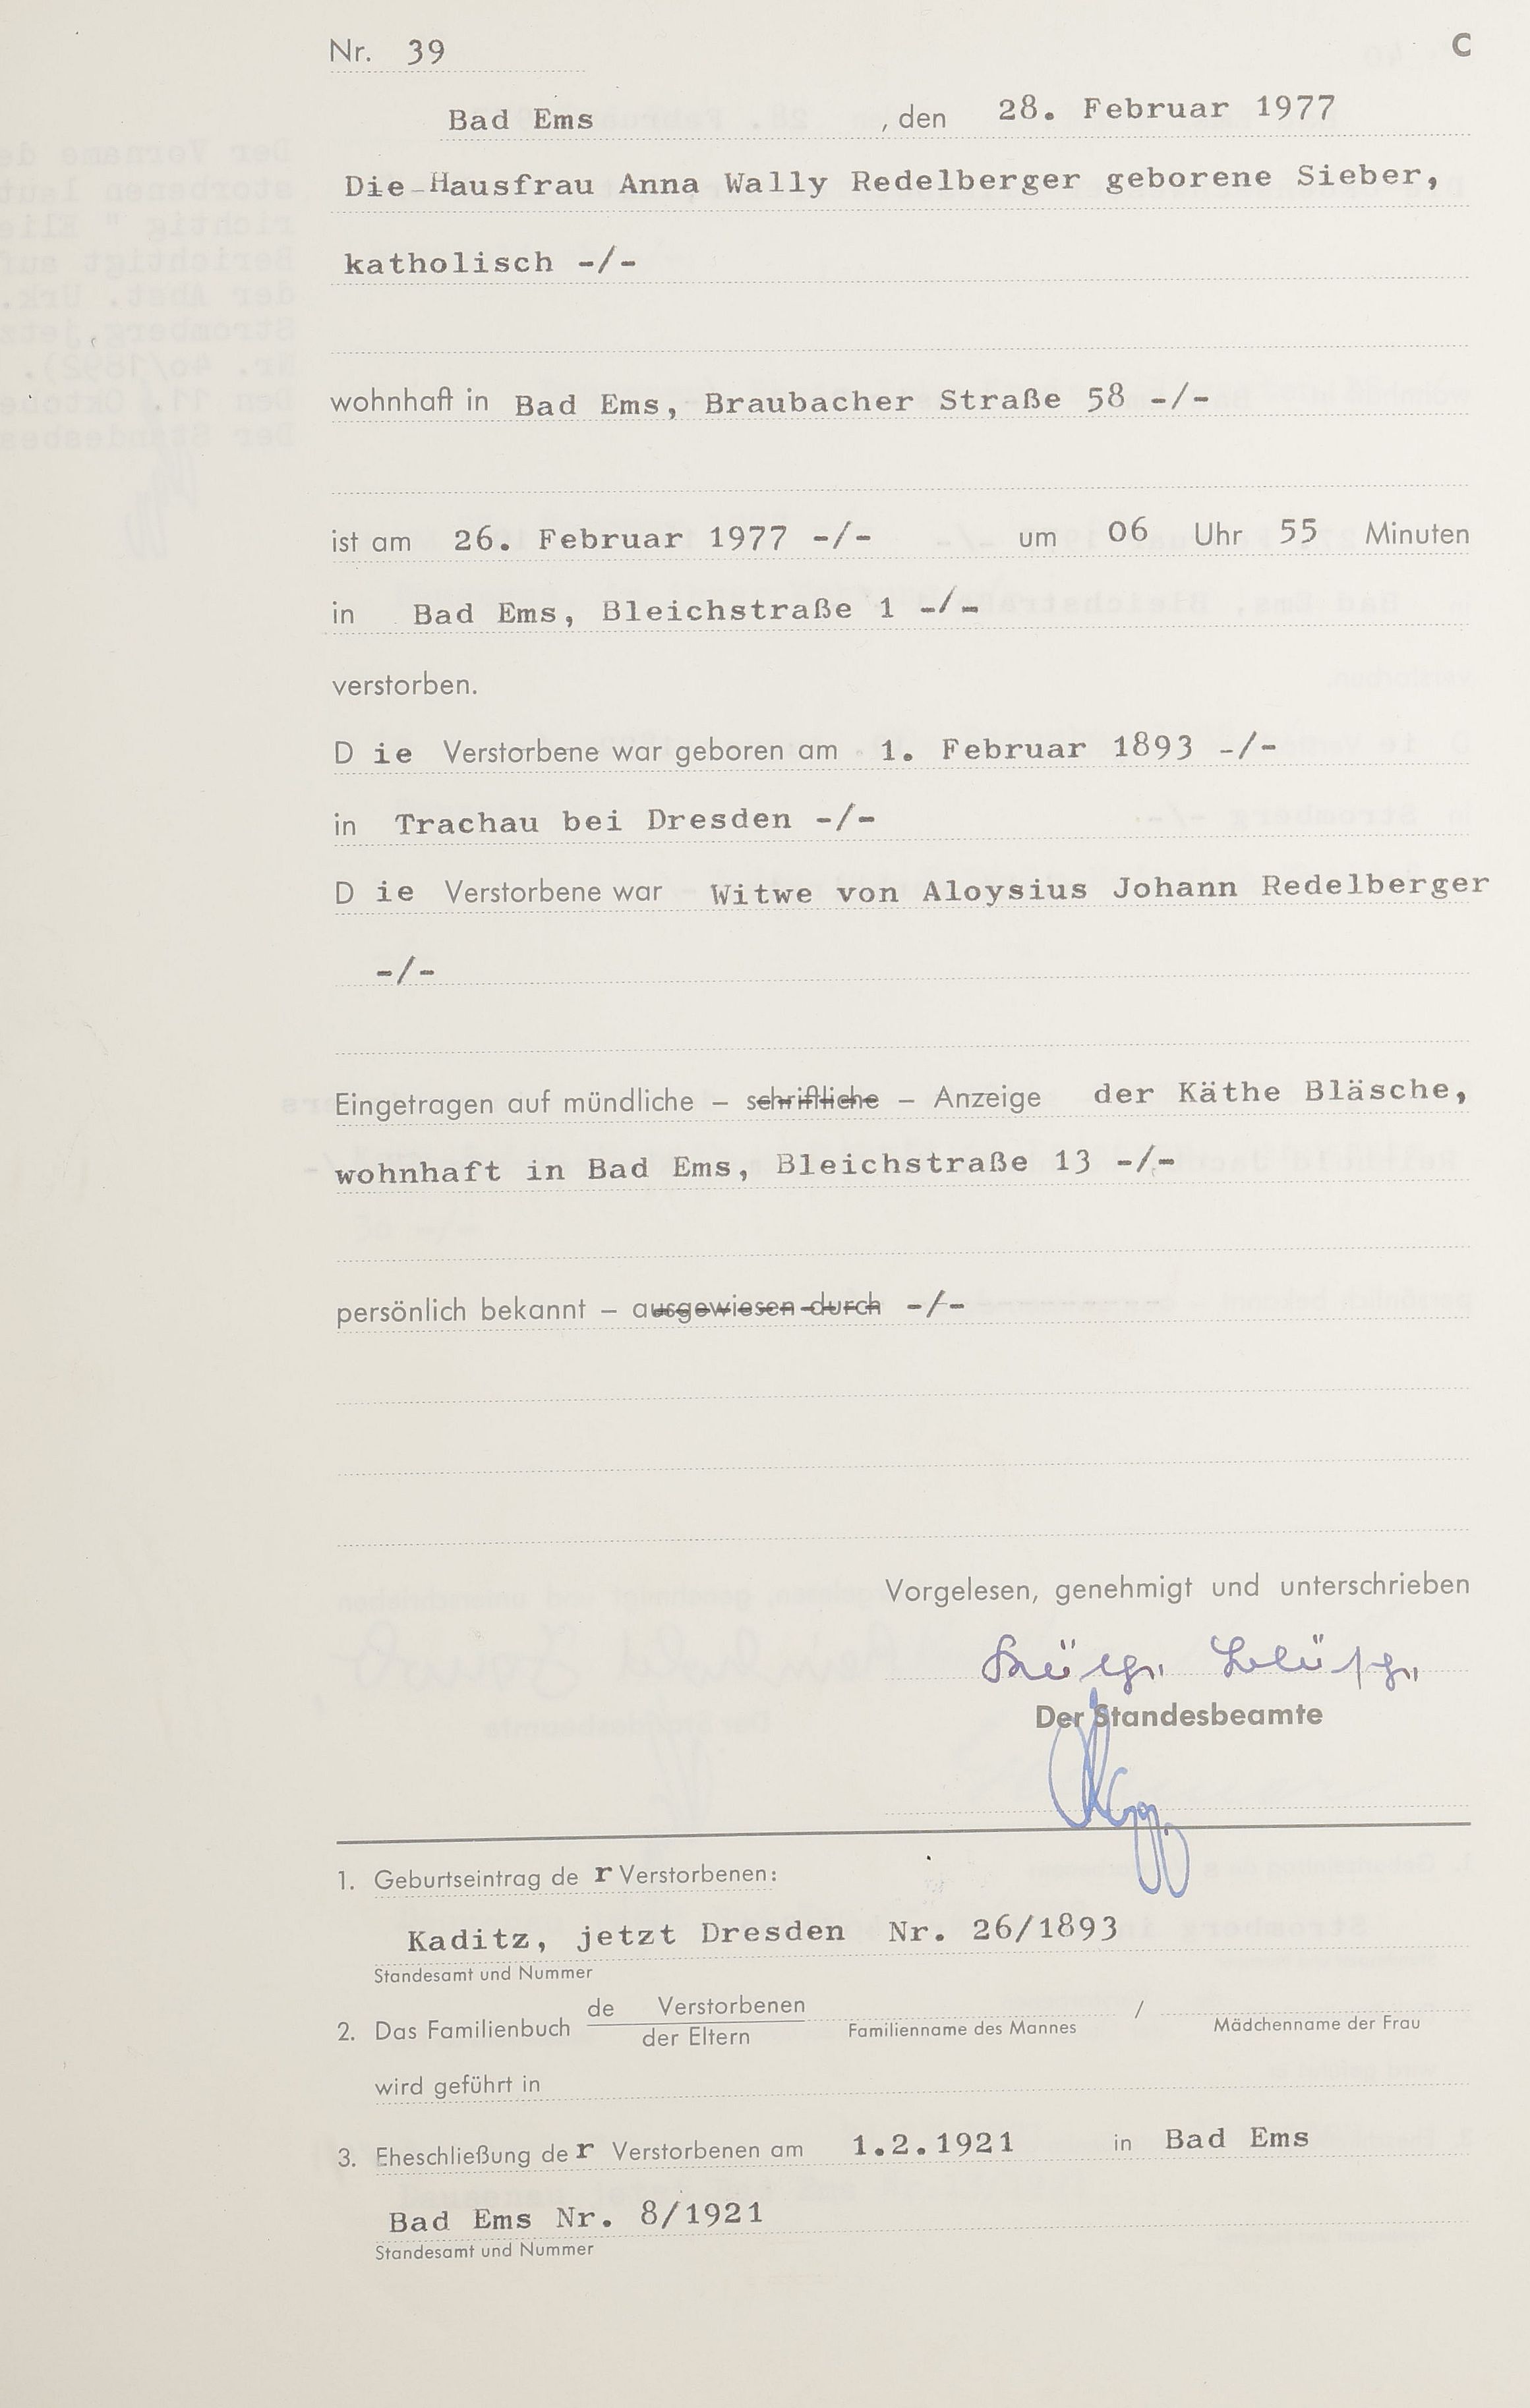 Nr. 39
C
Bad Ems , den 28. Februar 1977
Die Hausfrau Anna Wally Redelberger geborene Sieber,
katholisch -/-
wohnhaft in Bad Ems, Braubacher Straße 58 -/-
ist am 26. Februar 1977 -/- um 06 Uhr 55 Minuten
in Bad Ems, Bleichstraße 1 -/-
verstorben.
D ie Verstorbene war geboren am 1. Februar 1893 -/-
in Trachau bei Dresden -/-
D ie Verstorbene war Witwe von Aloysius Johann Redelberger
-/-
Eingetragen auf mündliche – schriftliche – Anzeige der Käthe Bläsche,
wohnhaft in Bad Ems, Bleichstraße 13 -/-
persönlich bekannt – ausgewiesen durch -/-
Vorgelesen, genehmigt und unterschrieben
Käthe Bläsche
Der Standesbeamte
1. Geburtseintrag de r Verstorbenen:
Kaditz, jetzt Dresden Nr. 26/1893
Standesamt und Nummer
2. Das Familienbuch de Verstorbenen / der Eltern
Familienname des Mannes / Mädchenname der Frau
wird geführt in
3. Eheschließung de r Verstorbenen am 1.2.1921 in Bad Ems
Bad Ems Nr. 8/1921
Standesamt und Nummer